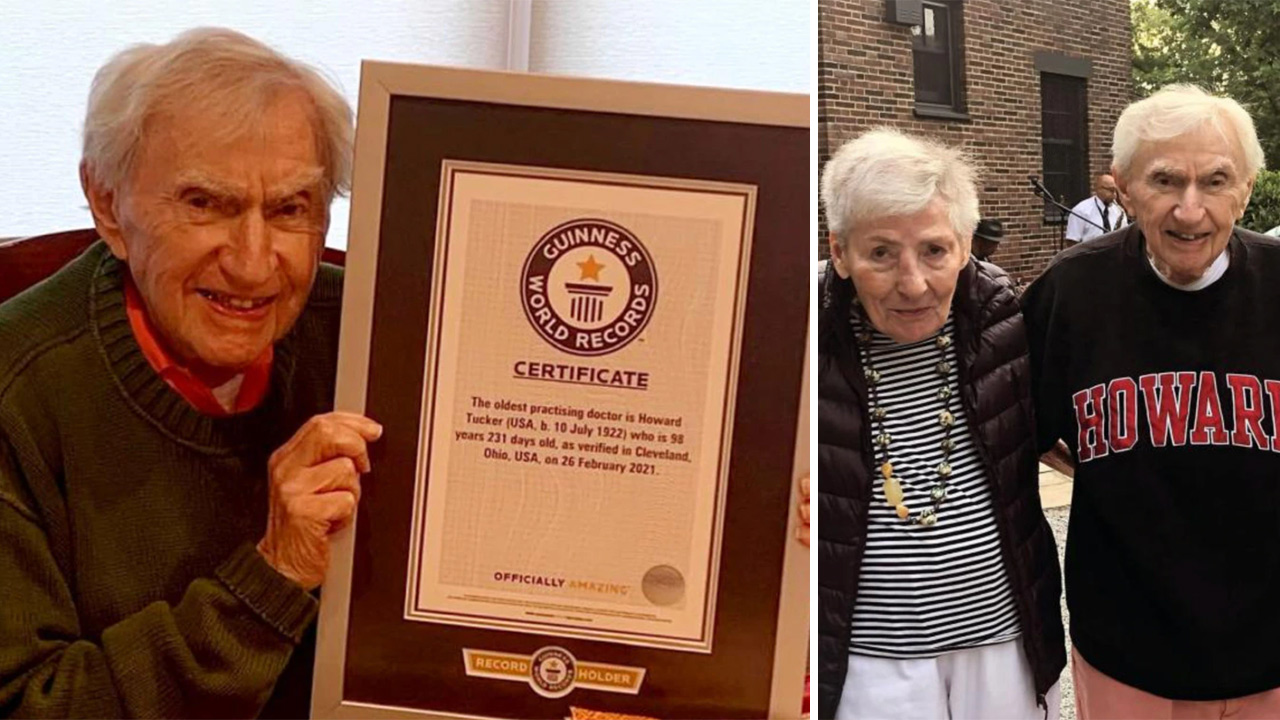 GUINNESS
WORLD RECORDS
CERTIFICATE
The oldest practising doctor is Howard
Tucker (USA, b. 10 July 1922) who is 98
years 231 days old, as verified in Cleveland,
Ohio, USA, on 26 February 2021.
OFFICIALLY AMAZING
RECORD HOLDER
HOWAR